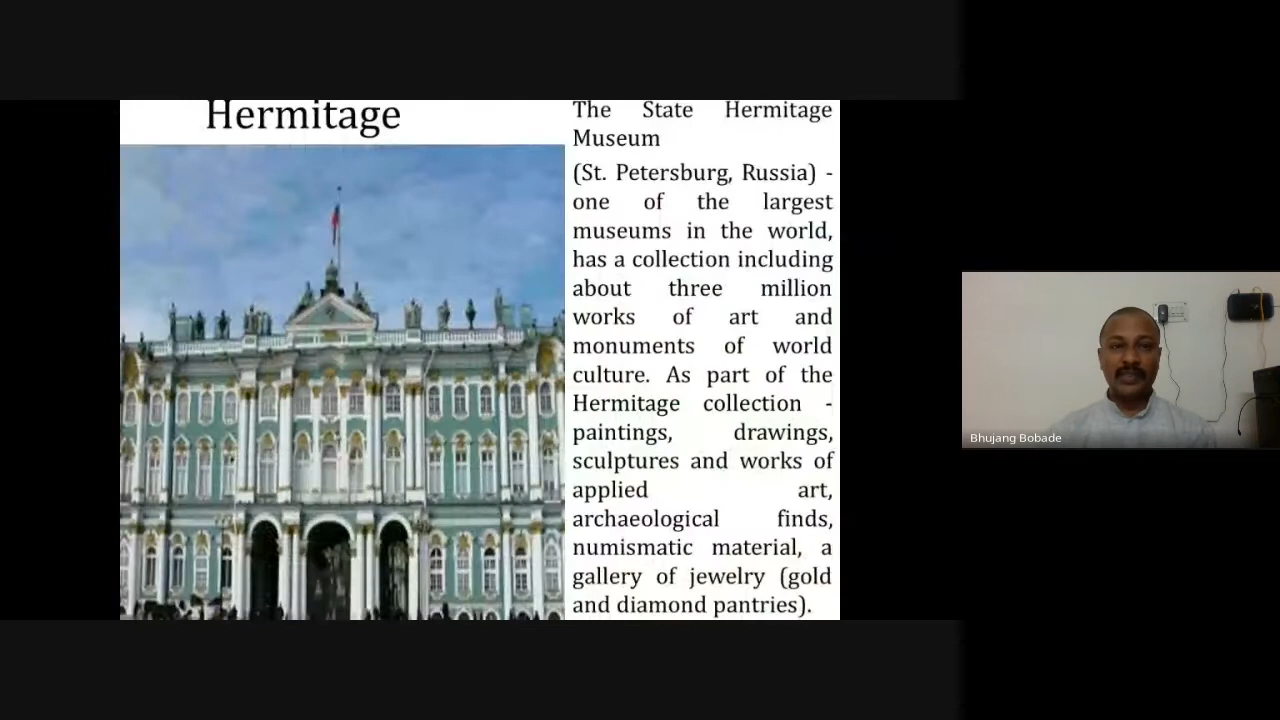 Hermitage
The State Hermitage
Museum
(St. Petersburg, Russia) -
one of the largest
museums in the world,
has a collection including
about three million
works of art and
monuments of world
culture. As part of the
Hermitage collection -
paintings, drawings,
sculptures and works of
applied art,
archaeological finds,
numismatic material, a
gallery of jewelry (gold
and diamond pantries).
Bhujang Bobade